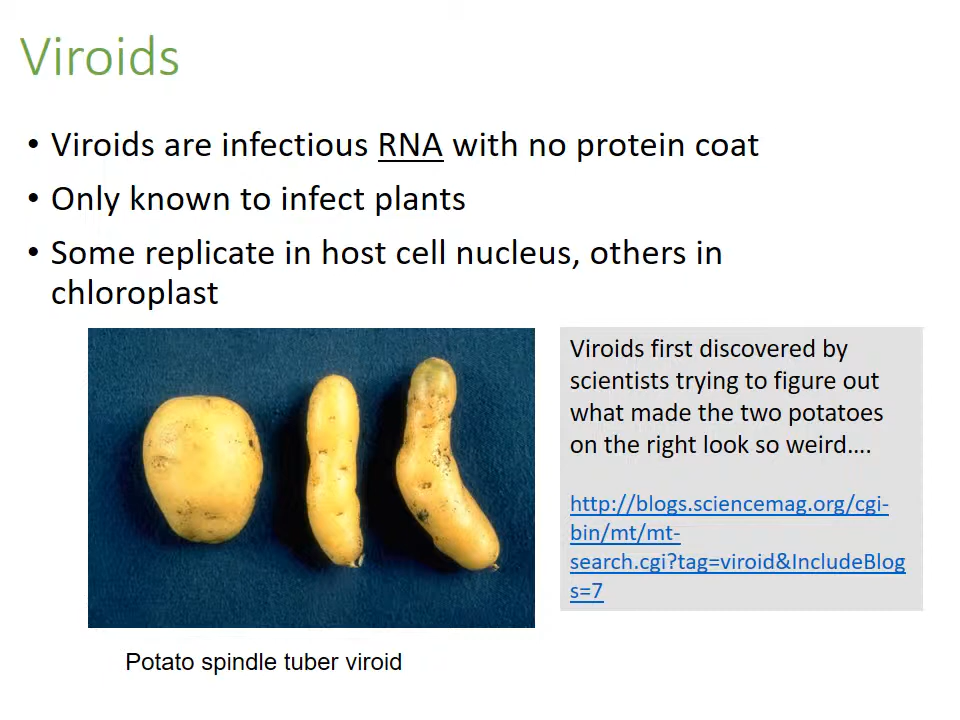 Viroids
• Viroids are infectious RNA with no protein coat
• Only known to infect plants
• Some replicate in host cell nucleus, others in
chloroplast
Viroids first discovered by
scientists trying to figure out
what made the two potatoes
on the right look so weird....
http://blogs.sciencemag.org/cgi-
bin/mt/mt-
search.cgi?tag=viroid&IncludeBlog
s=7
Potato spindle tuber viroid